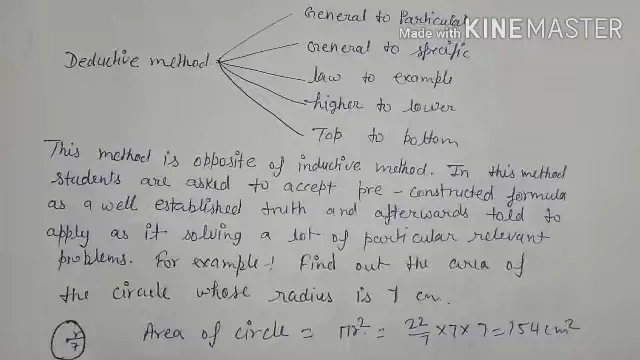 General to Particular
Made with KINEMASTER
General to specific
Deductive method
law to example
higher to lower
Top to bottom
This method is opposite of inductive method. In this method
students are asked to accept pre-constructed formula
as a well established truth and afterwards told to
apply as it solving a lot of particular relevant
problems. For example:- Find out the area of
the circule whose radius is 7 cm.
r
7
Area of circle = πr² = 22/7 ×7×7=154cm²